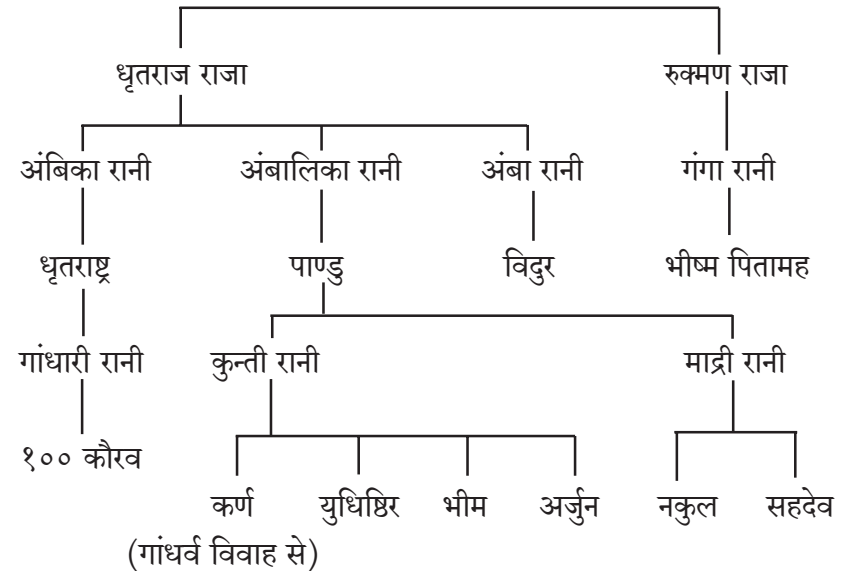 धृतराज राजा रुक्मण राजा
अंबिका रानी अंबालिका रानी अंबा रानी गंगा रानी
धृतराष्ट्र पाण्डु विदुर भीष्म पितामह
गांधारी रानी कुन्ती रानी माद्री रानी
१०० कौरव
कर्ण युधिष्ठिर भीम अर्जुन नकुल सहदेव
(गांधर्व विवाह से)